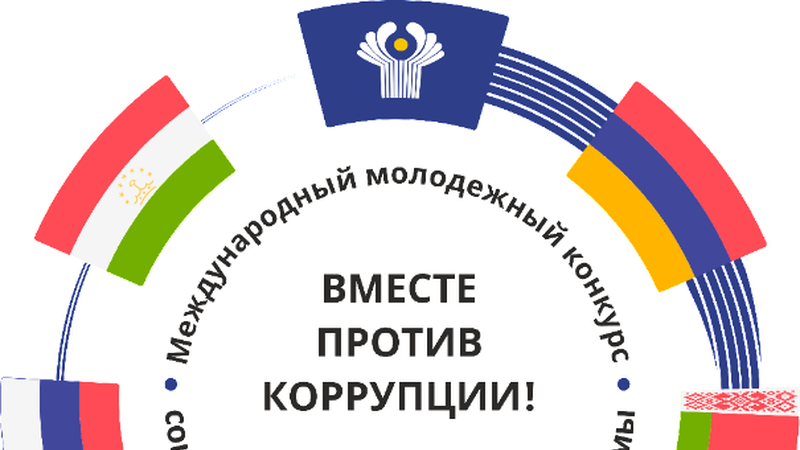 Международный молодежный конкурс
ВМЕСТЕ
ПРОТИВ
КОРРУПЦИИ!